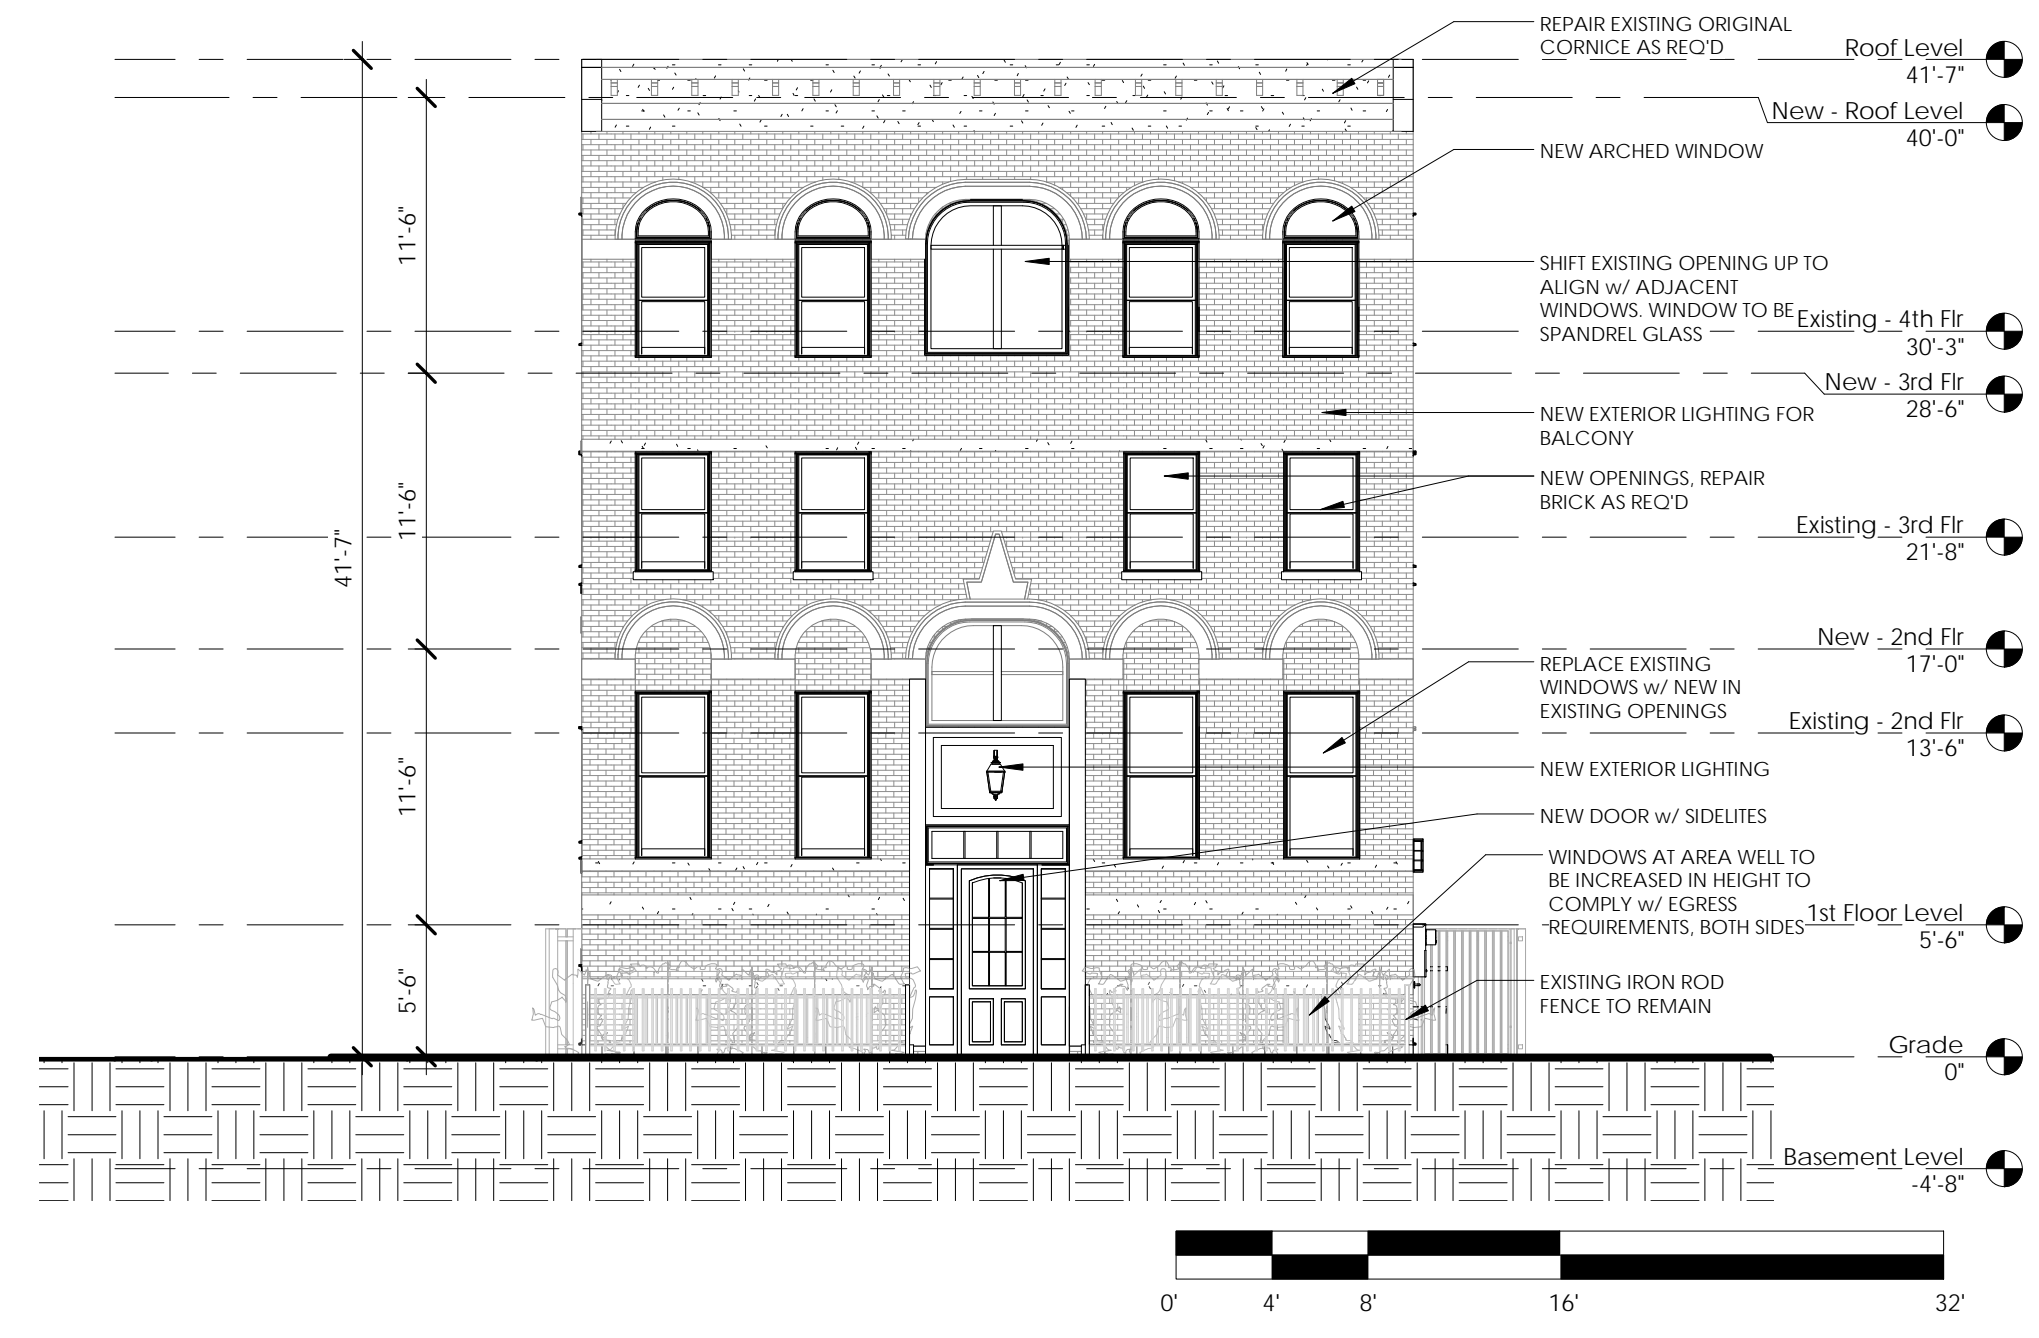 REPAIR EXISTING ORIGINAL
CORNICE AS REQ'D
Roof Level
41'-7"
New - Roof Level
40'-0"
NEW ARCHED WINDOW
11'-6"
SHIFT EXISTING OPENING UP TO
ALIGN w/ ADJACENT
WINDOWS. WINDOW TO BE
SPANDREL GLASS
Existing - 4th Flr
30'-3"
New - 3rd Flr
28'-6"
NEW EXTERIOR LIGHTING FOR
BALCONY
NEW OPENINGS, REPAIR
BRICK AS REQ'D
11'-6"
41'-7"
Existing - 3rd Flr
21'-8"
New - 2nd Flr
17'-0"
REPLACE EXISTING
WINDOWS w/ NEW IN
EXISTING OPENINGS
Existing - 2nd Flr
13'-6"
NEW EXTERIOR LIGHTING
11'-6"
NEW DOOR w/ SIDELITES
WINDOWS AT AREA WELL TO
BE INCREASED IN HEIGHT TO
COMPLY w/ EGRESS
REQUIREMENTS, BOTH SIDES
1st Floor Level
5'-6"
5'-6"
EXISTING IRON ROD
FENCE TO REMAIN
Grade
0"
Basement Level
-4'-8"
0' 4' 8' 16' 32'